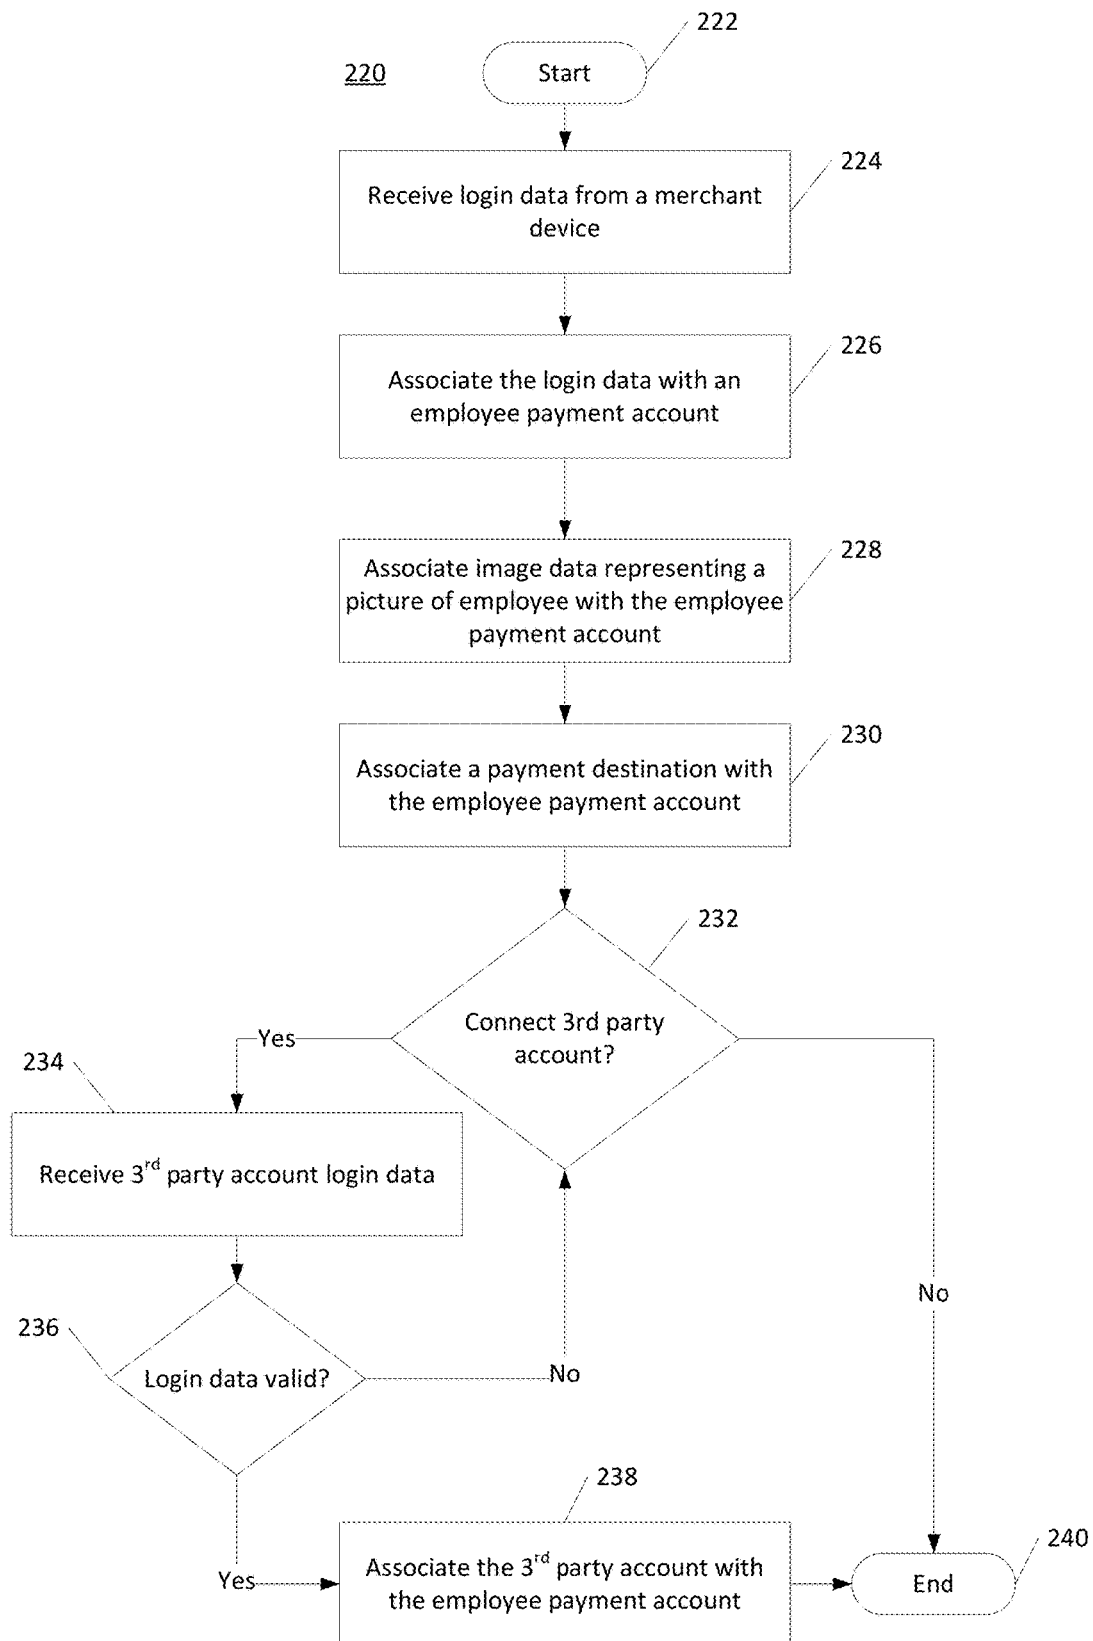 222
220
Start
224
Receive login data from a merchant
device
226
Associate the login data with an
employee payment account
228
Associate image data representing a
picture of employee with the employee
payment account
230
Associate a payment destination with
the employee payment account
232
Connect 3rd party
account?
Yes
234
Receive 3rd party account login data
No
236
Login data valid?
No
238
Associate the 3rd party account with
the employee payment account
Yes
240
End